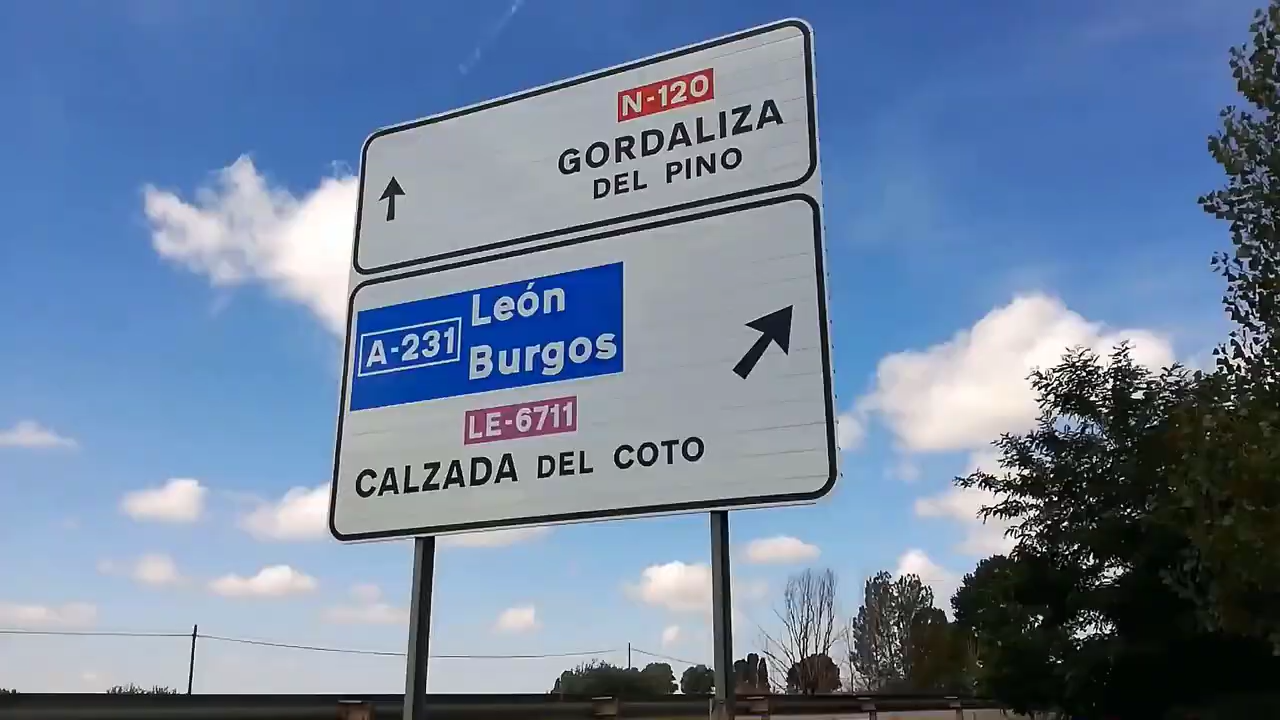 N-120
GORDALIZA
DEL PINO
A-231
León
Burgos
LE-6711
CALZADA DEL COTO